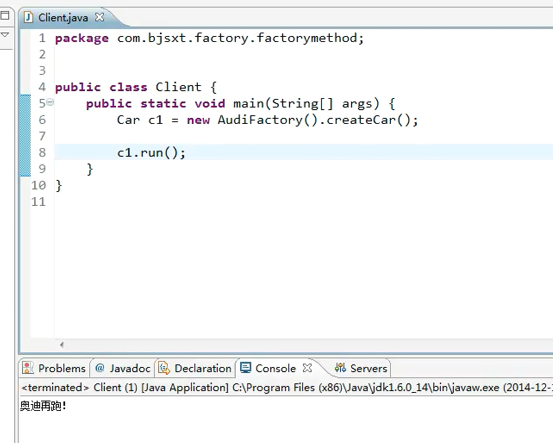 Client.java
1 package com.bjsxt.factory.factorymethod;
2
3
4 public class Client {
5 public static void main(String[] args) {
6 Car c1 = new AudiFactory().createCar();
7
8 c1.run();
9 }
10 }
11
Problems @ Javadoc Declaration Console Servers
<terminated> Client (1) [Java Application] C:\Program Files (x86)\Java\jdk1.6.0_14\bin\javaw.exe (2014-12-
奥迪再跑!